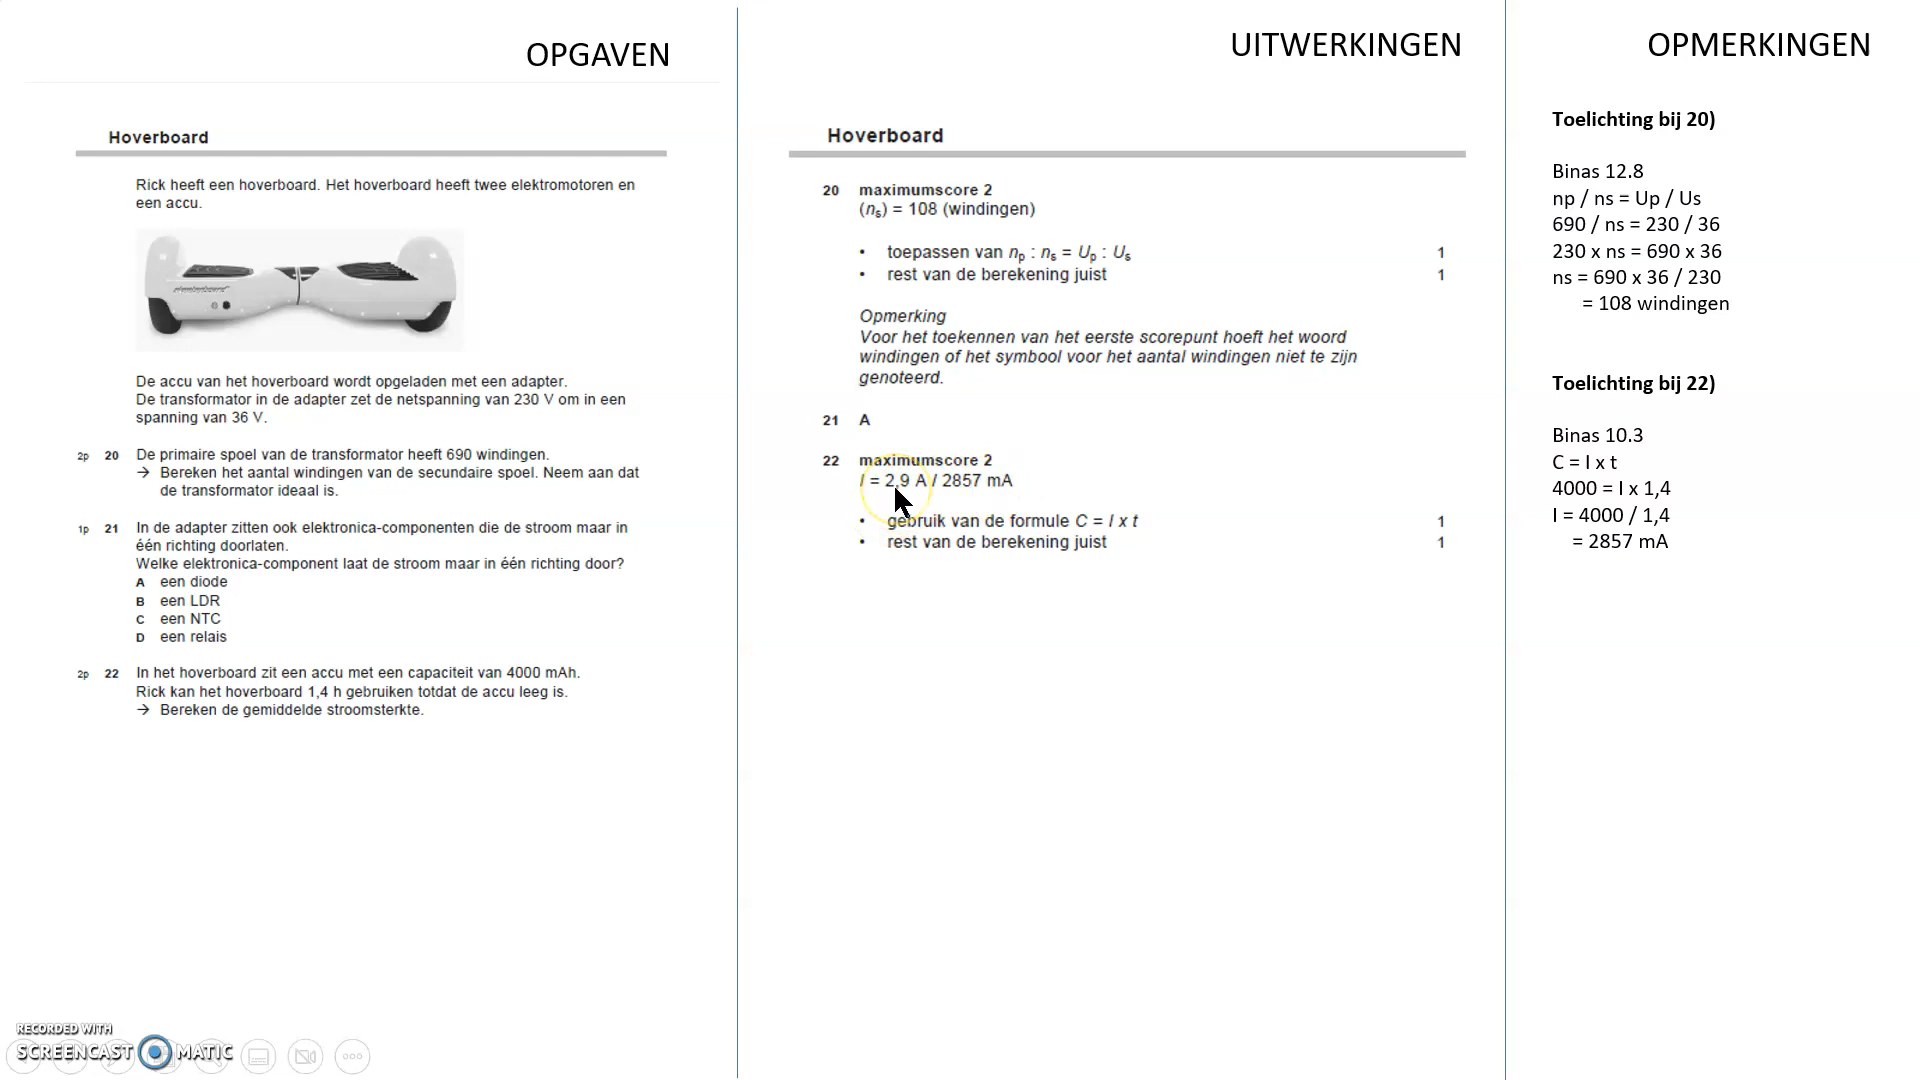 OPGAVEN
Hoverboard
Rick heeft een hoverboard. Het hoverboard heeft twee elektromotoren en
een accu.
De accu van het hoverboard wordt opgeladen met een adapter.
De transformator in de adapter zet de netspanning van 230 V om in een
spanning van 36 V.
2p 20 De primaire spoel van de transformator heeft 690 windingen.
→ Bereken het aantal windingen van de secundaire spoel. Neem aan dat
de transformator ideaal is.
1p 21 In de adapter zitten ook elektronica-componenten die de stroom maar in
één richting doorlaten.
Welke elektronica-component laat de stroom maar in één richting door?
A een diode
B een LDR
C een NTC
D een relais
2p 22 In het hoverboard zit een accu met een capaciteit van 4000 mAh.
Rick kan het hoverboard 1,4 h gebruiken totdat de accu leeg is.
→ Bereken de gemiddelde stroomsterkte.
RECORDED WITH
SCREENCAST MATIC
UITWERKINGEN
Hoverboard
20 maximumscore 2
(ns) = 108 (windingen)
• toepassen van np : ns = Up : Us 1
• rest van de berekening juist 1
Opmerking
Voor het toekennen van het eerste scorepunt hoeft het woord
windingen of het symbool voor het aantal windingen niet te zijn
genoteerd.
21 A
22 maximumscore 2
I = 2,9 A / 2857 mA
• gebruik van de formule C = I x t 1
• rest van de berekening juist 1
OPMERKINGEN
Toelichting bij 20)
Binas 12.8
np / ns = Up / Us
690 / ns = 230 / 36
230 x ns = 690 x 36
ns = 690 x 36 / 230
= 108 windingen
Toelichting bij 22)
Binas 10.3
C = I x t
4000 = I x 1,4
I = 4000 / 1,4
= 2857 mA